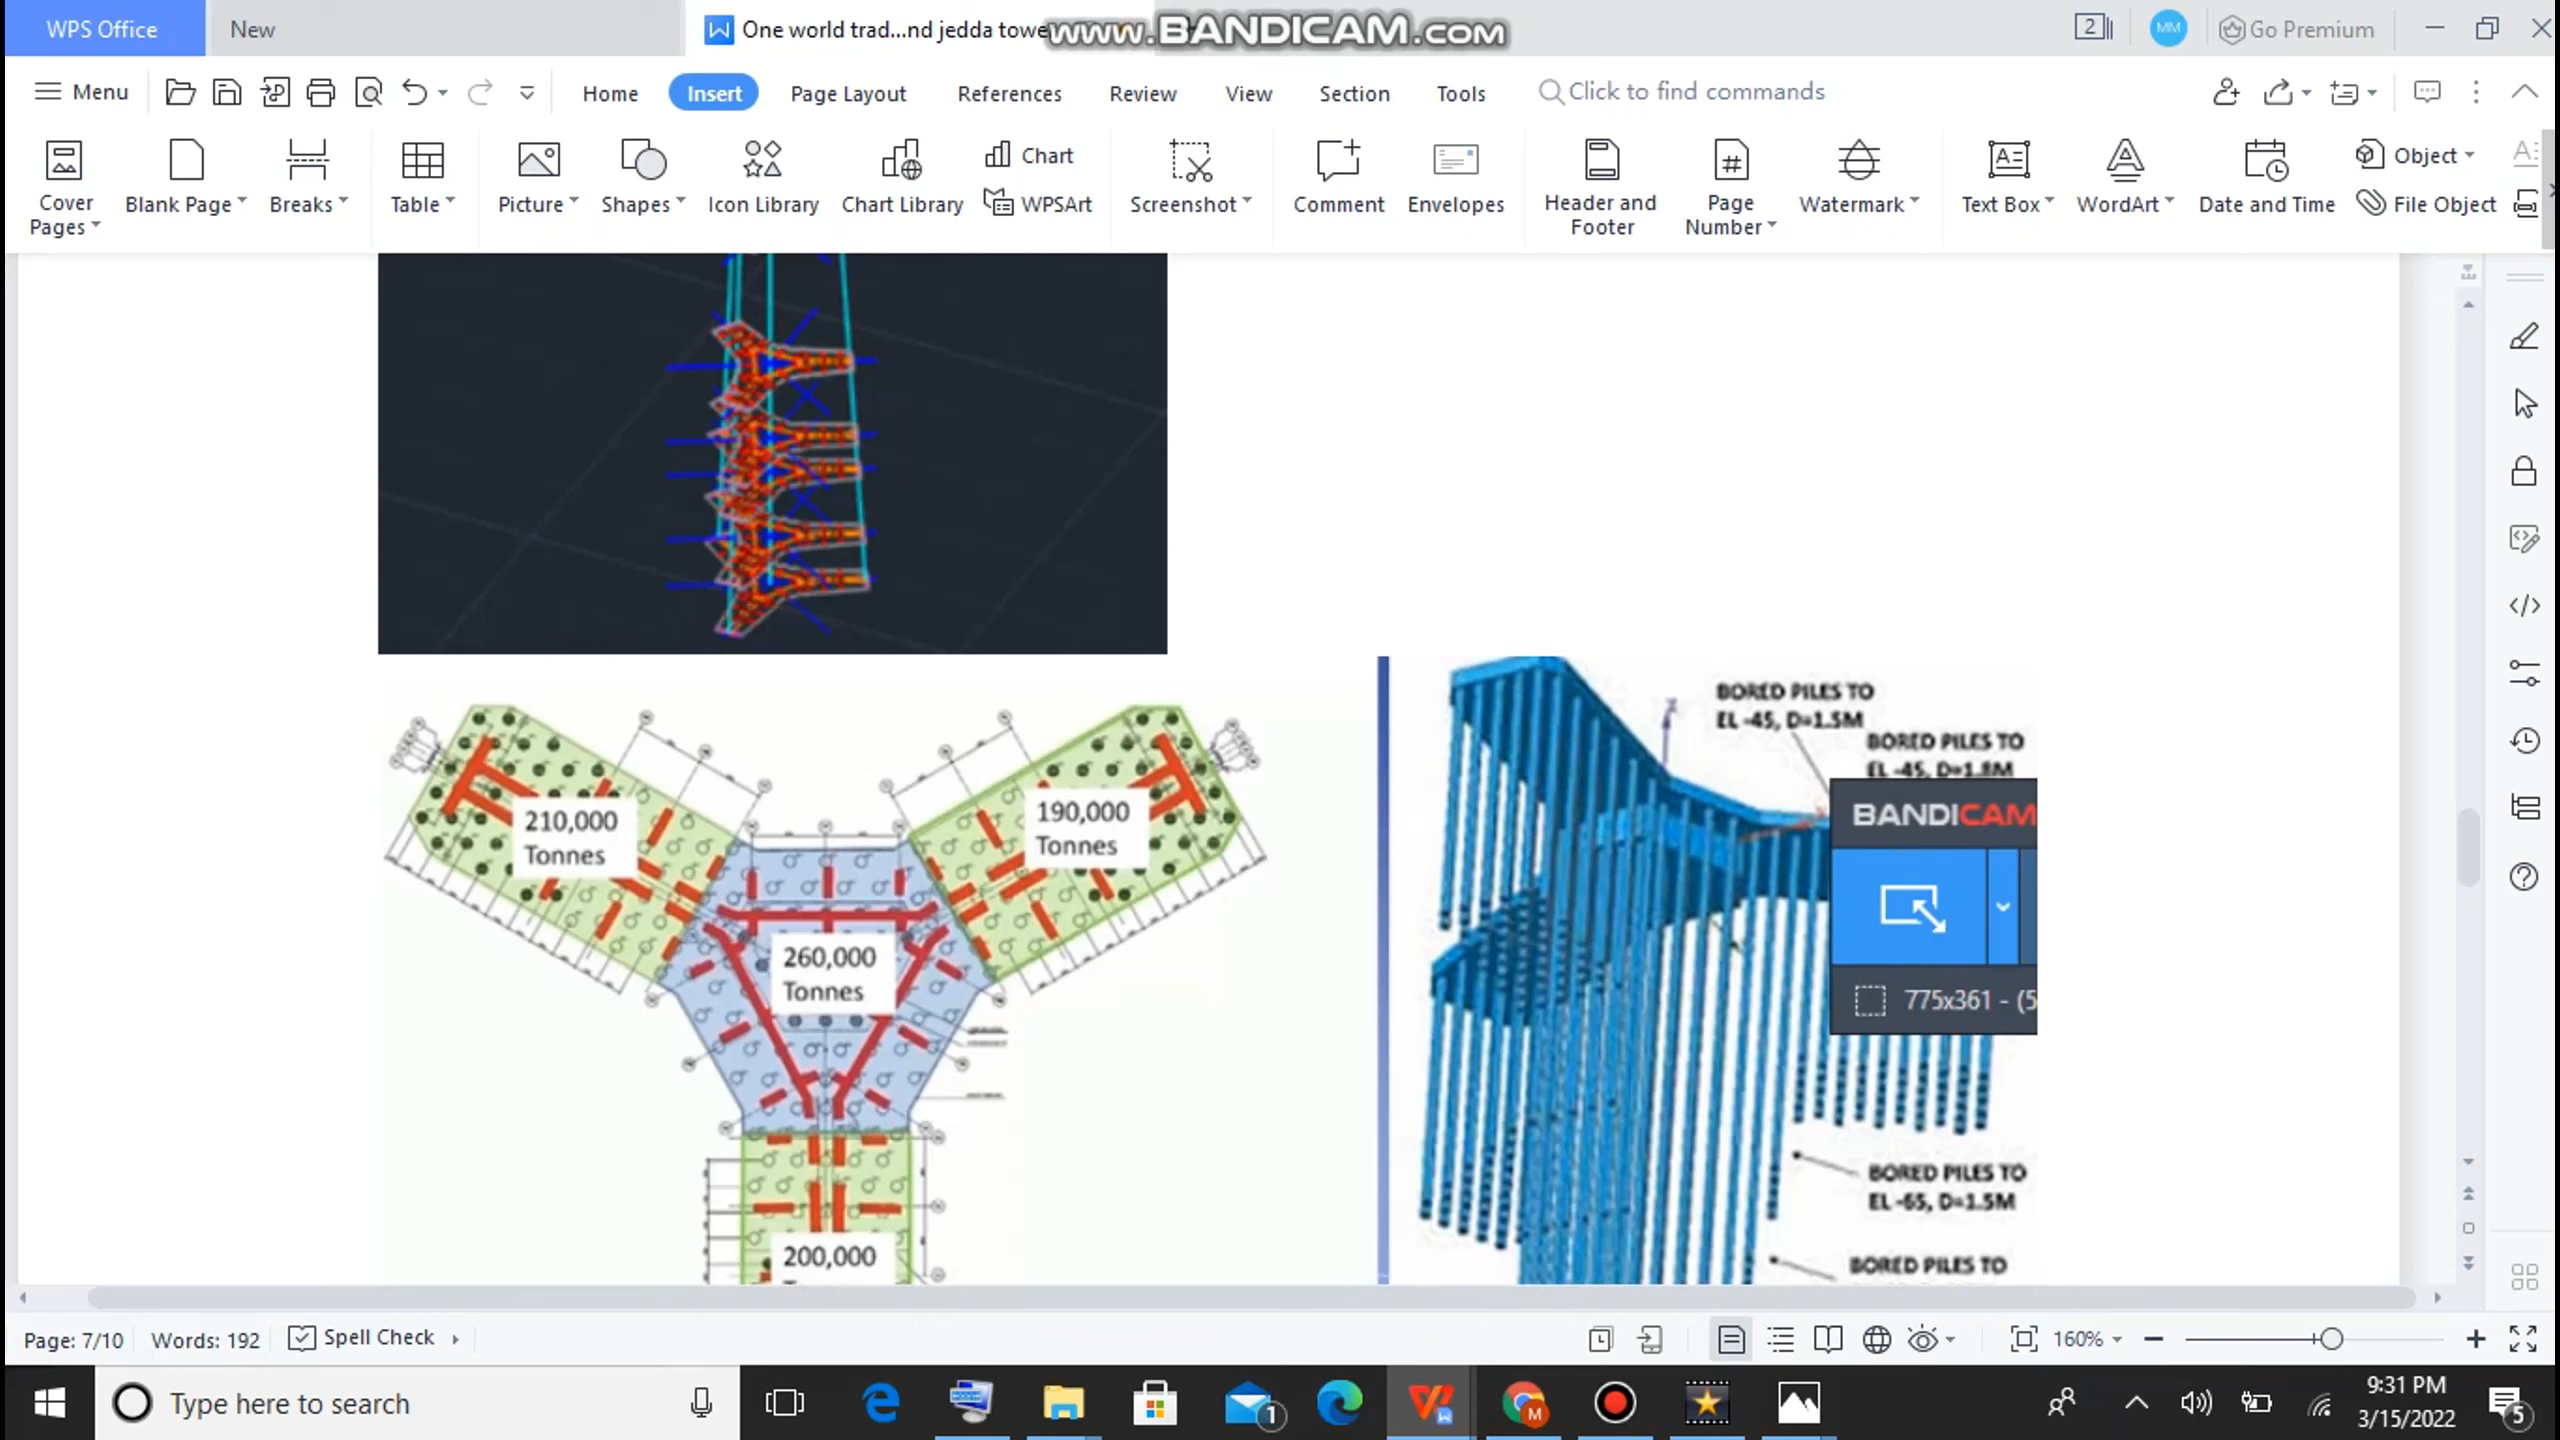 WPS Office
New
One world trad...nd jedda towe
www.BANDICAM.com
2
MM
Go Premium
Menu
Home
Insert
Page Layout
References
Review
View
Section
Tools
Click to find commands
Cover
Pages
Blank Page
Breaks
Table
Picture
Shapes
Icon Library
Chart Library
Chart
WPSArt
Screenshot
Comment
Envelopes
Header and
Footer
Page
Number
Watermark
Text Box
WordArt
Date and Time
Object
File Object
BORED PILES TO
EL -45, D=1.5M
BORED PILES TO
EL -45, D=1.8M
210,000
Tonnes
190,000
Tonnes
260,000
Tonnes
200,000
BANDICAM
775x361 - (5
BORED PILES TO
EL -65, D=1.5M
BORED PILES TO
Page: 7/10
Words: 192
Spell Check
160%
Type here to search
1
M
9:31 PM
3/15/2022
5